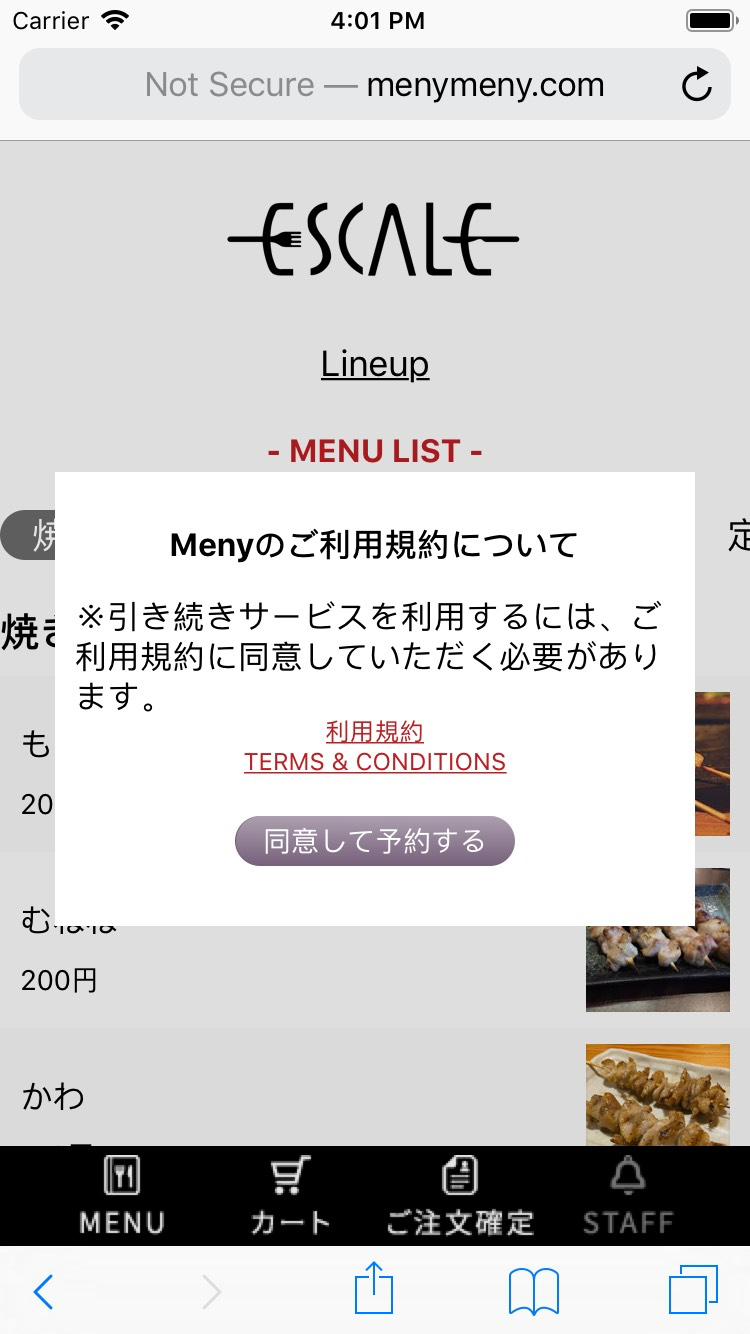 Carrier 4:01 PM
Not Secure — menymeny.com
ESCALE
Lineup
- MENU LIST -
定
焼き
Menyのご利用規約について
※引き続きサービスを利用するには、ご
利用規約に同意していただく必要があり
ます。
利用規約
TERMS & CONDITIONS
同意して予約する
も
20
200円
かわ
MENU カート ご注文確定 STAFF